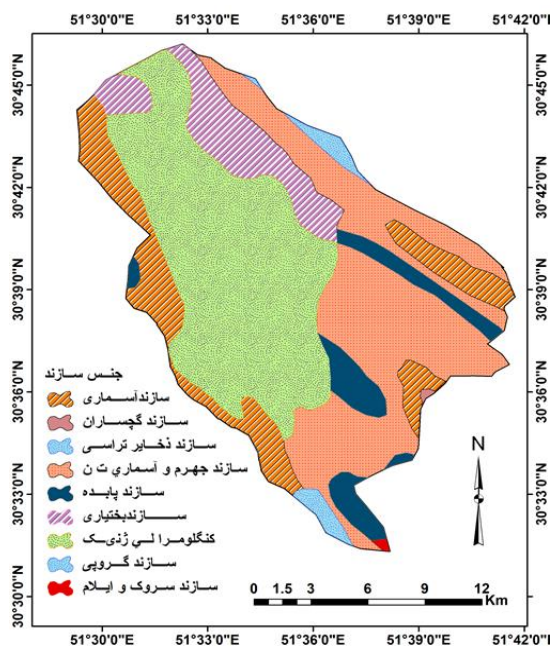 51°30'0"E 51°33'0"E 51°36'0"E 51°39'0"E 51°42'0"E
30°45'0"N 30°45'0"N
30°42'0"N 30°42'0"N
30°39'0"N 30°39'0"N
30°36'0"N 30°36'0"N
30°33'0"N 30°33'0"N
30°30'0"N 30°30'0"N
جنس سازند
سازندآسماری
سازند گچساران
سازند ذخایر تراسی
سازند جهرم و آسماري ت ن
سازند پابده
سازندبختیاری
کنگلومرا لي ژنیک
سازند گروپی
سازند سروک و ایلام
N
0 1.5 3 6 9 12
Km
51°30'0"E 51°33'0"E 51°36'0"E 51°39'0"E 51°42'0"E